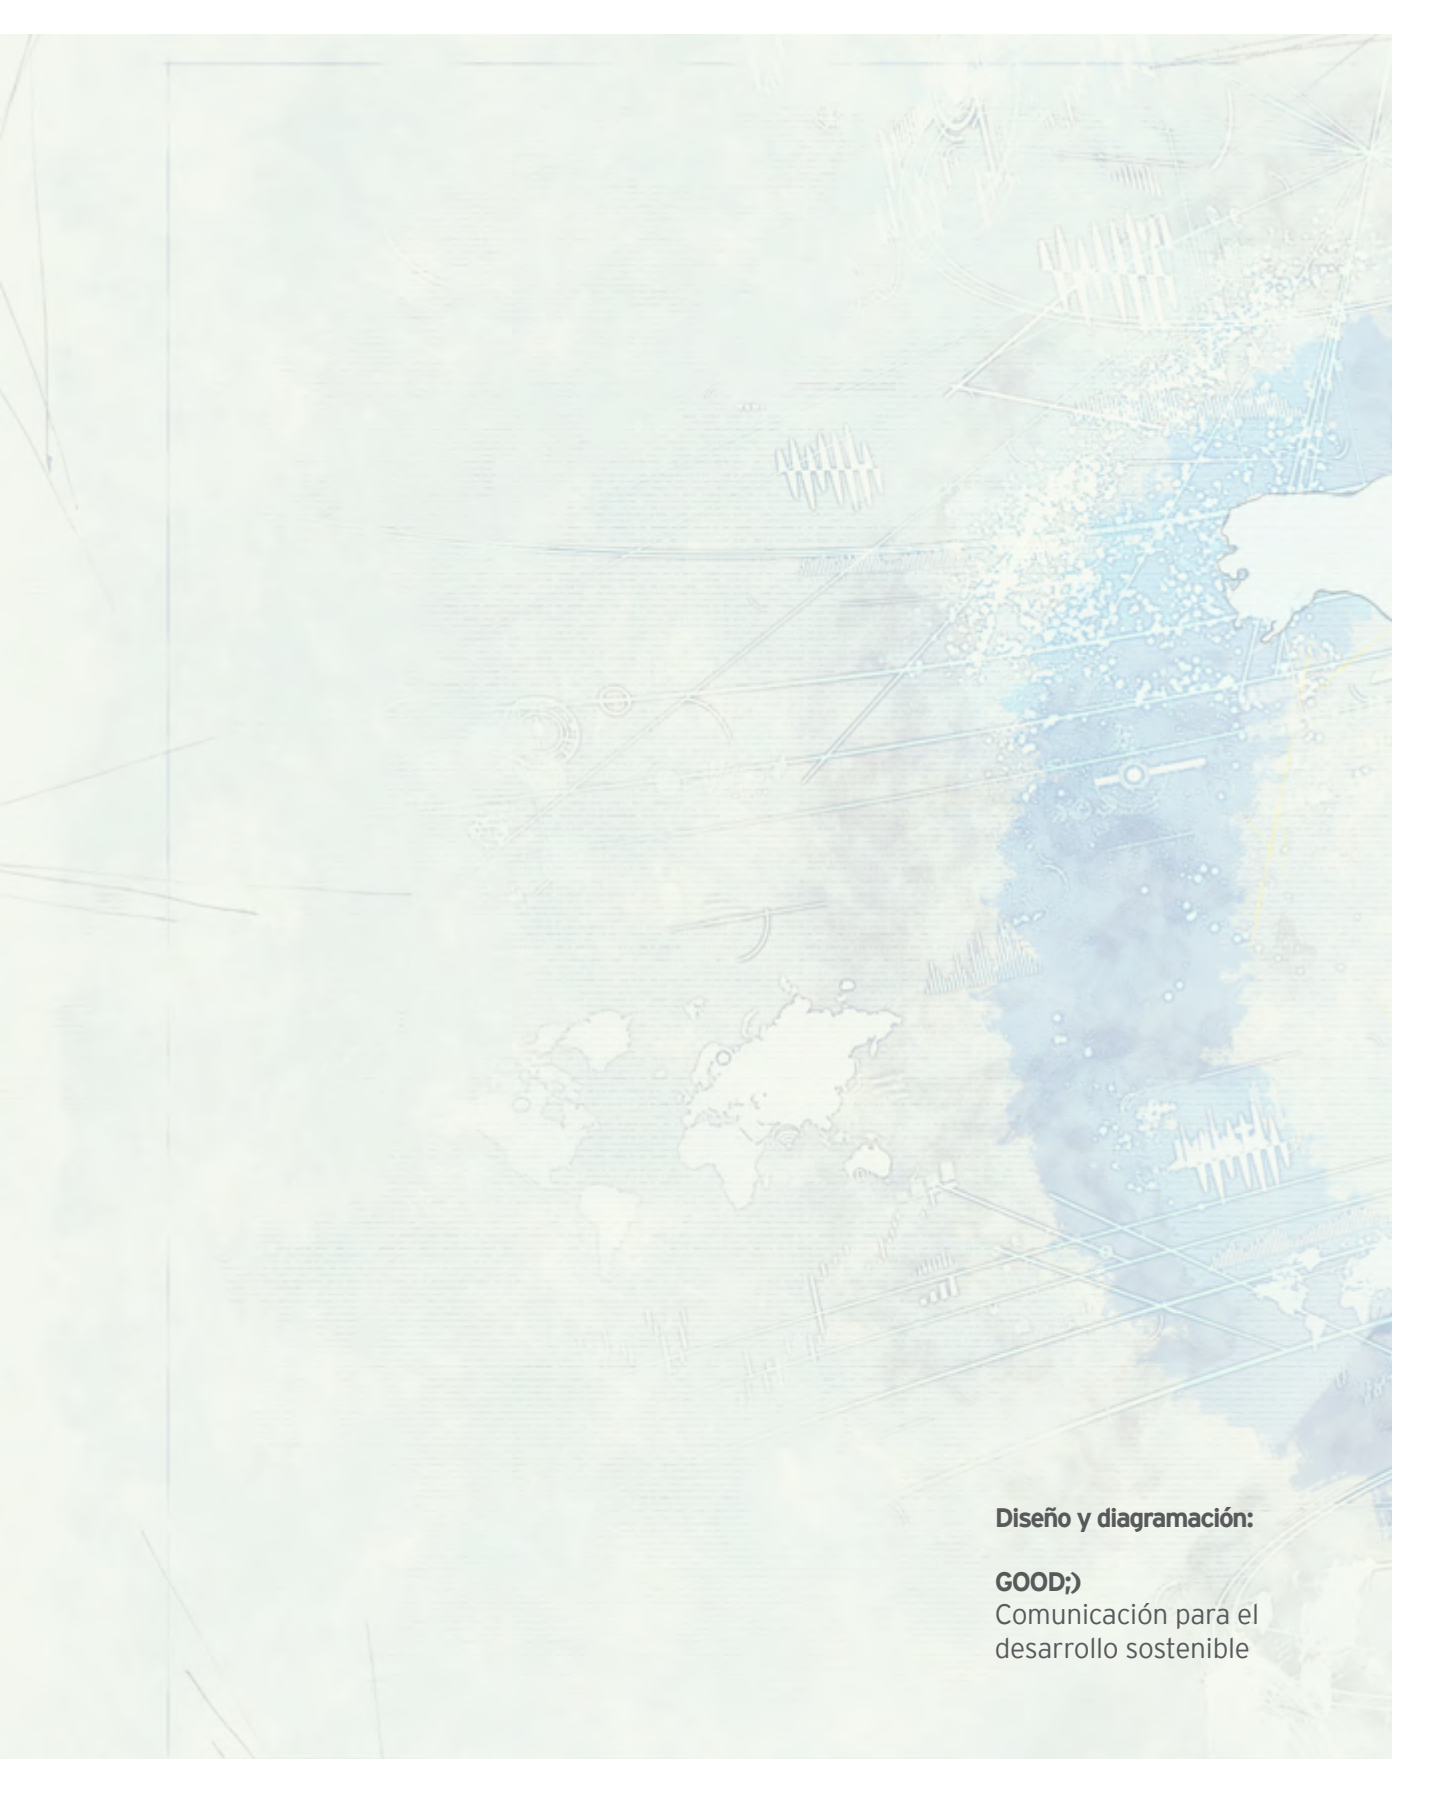 Diseño y diagramación:
GOOD;)
Comunicación para el
desarrollo sostenible